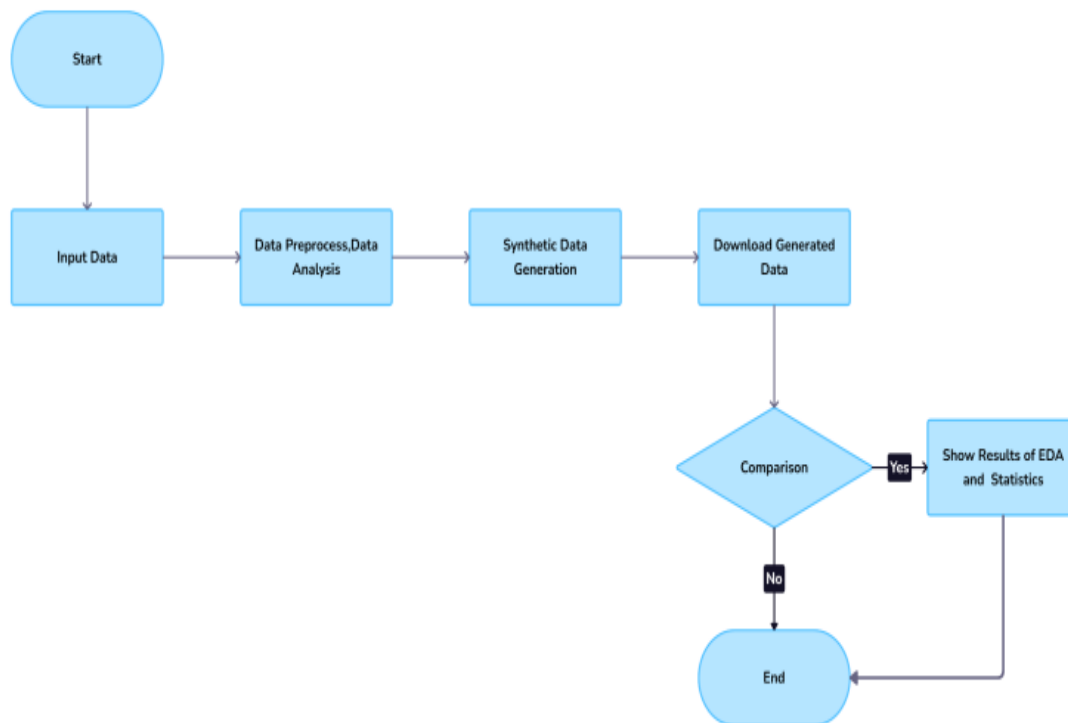 Start
Input Data
Data Preprocess,Data
Analysis
Synthetic Data
Generation
Download Generated
Data
Comparison
Yes
Show Results of EDA
and Statistics
No
End